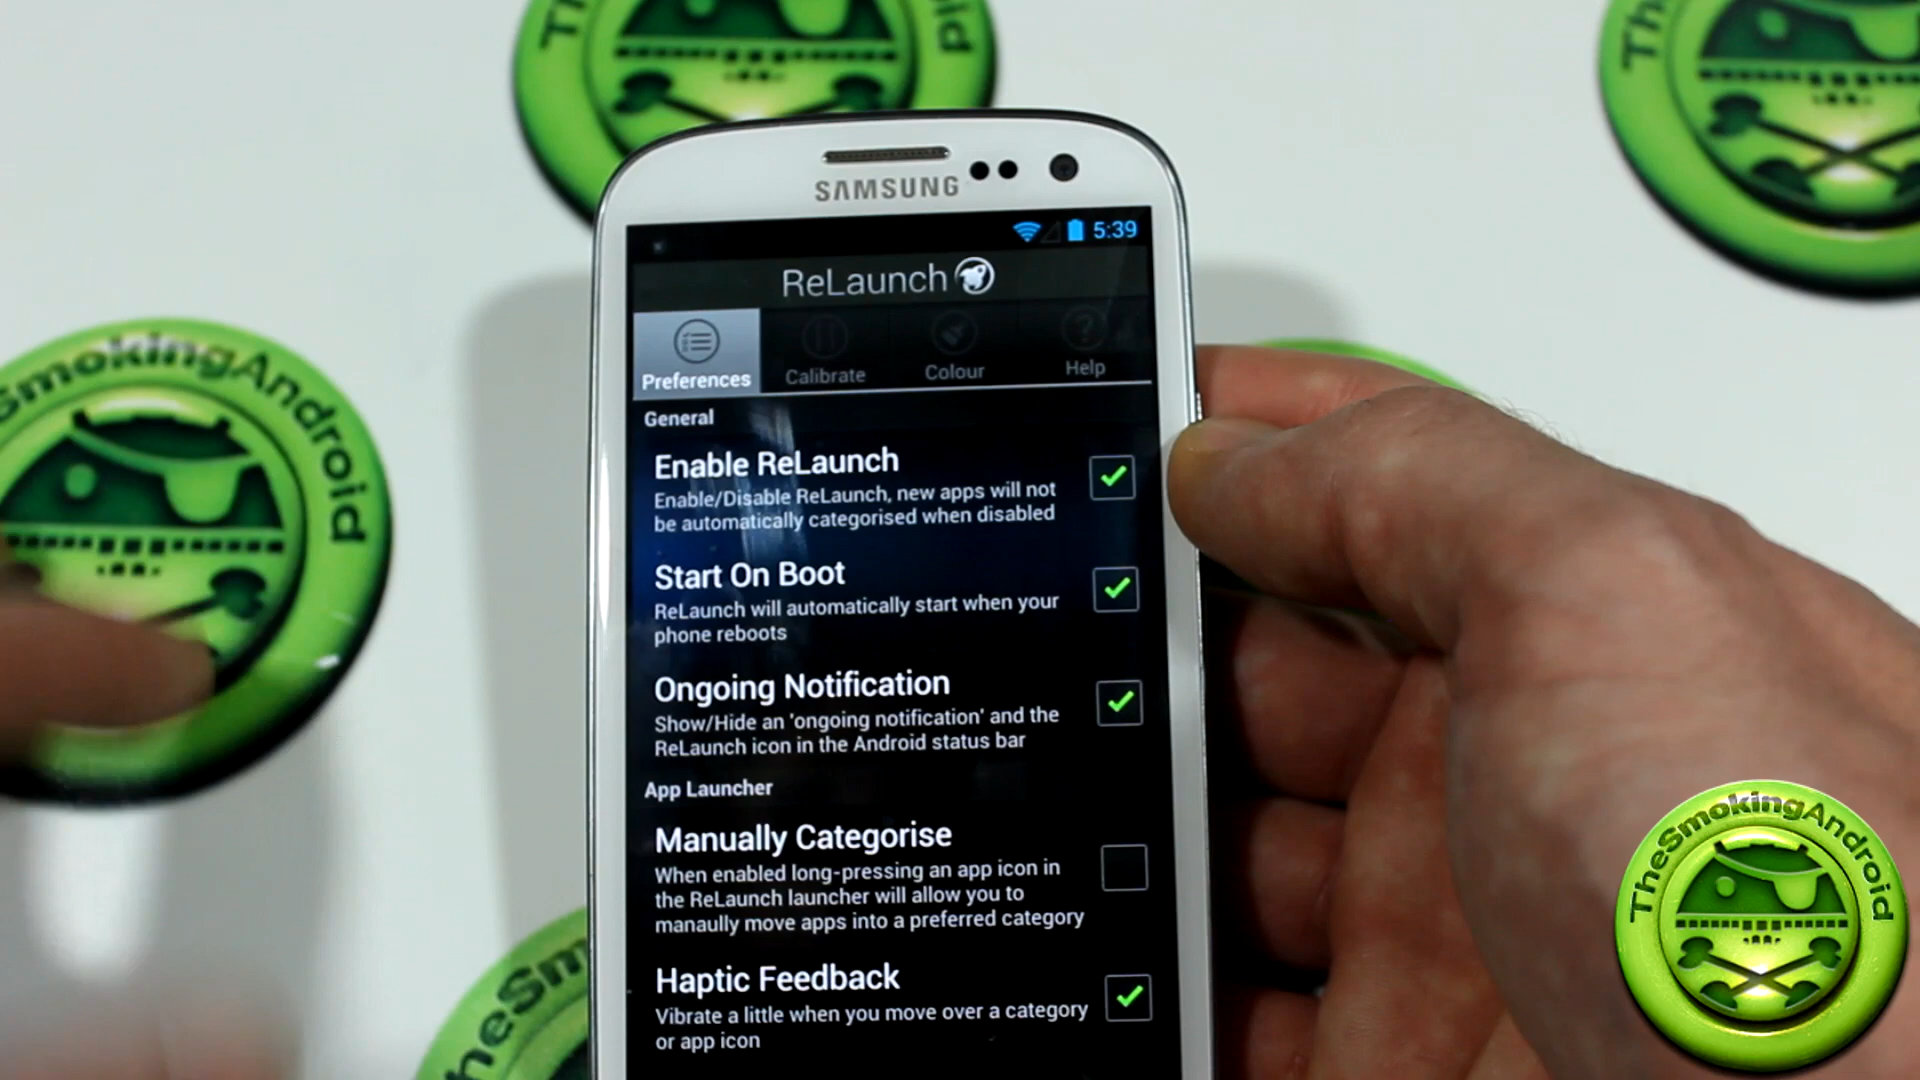 TheSmokingAndroid
SAMSUNG
5:39
ReLaunch
Preferences
Calibrate
Colour
Help
General
Enable ReLaunch
Enable/Disable ReLaunch, new apps will not
be automatically categorised when disabled
Start On Boot
ReLaunch will automatically start when your
phone reboots
Ongoing Notification
Show/Hide an 'ongoing notification' and the
ReLaunch icon in the Android status bar
App Launcher
Manually Categorise
When enabled long-pressing an app icon in
the ReLaunch launcher will allow you to
manaully move apps into a preferred category
Haptic Feedback
Vibrate a little when you move over a category
or app icon
SmokingAndroid